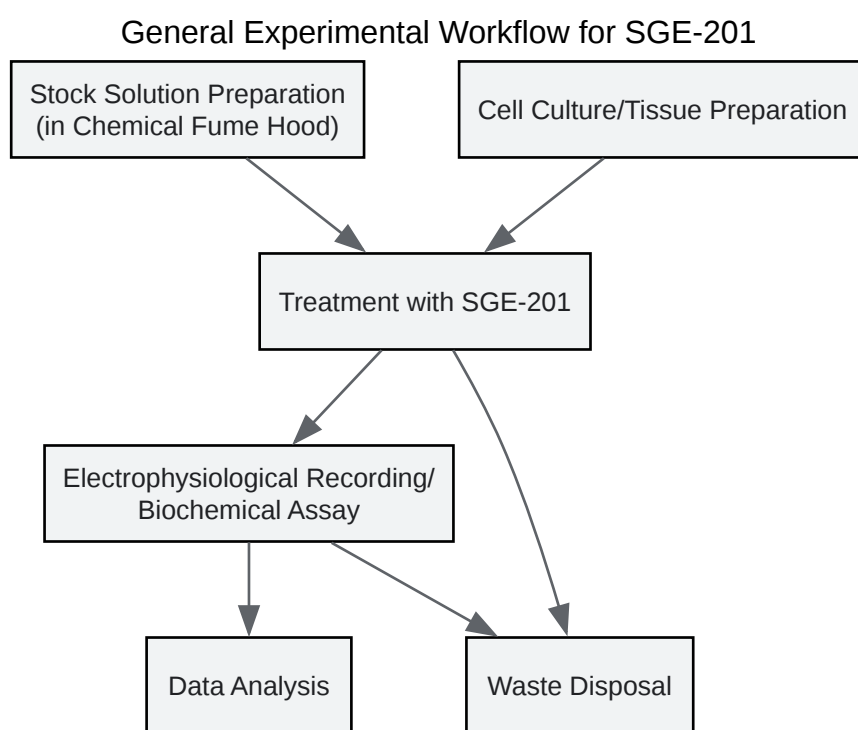 General Experimental Workflow for SGE-201
Stock Solution Preparation
(in Chemical Fume Hood)
Cell Culture/Tissue Preparation
Treatment with SGE-201
Electrophysiological Recording/
Biochemical Assay
Data Analysis
Waste Disposal